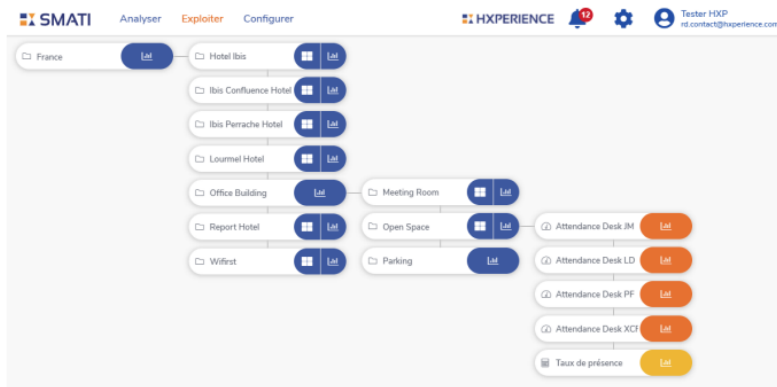 SMATI
Analyser
Exploiter
Configurer
HXPERIENCE
12
Tester HXP
rd.contact@hxperience.com
France
Hotel Ibis
Ibis Confluence Hotel
Ibis Perrache Hotel
Lourmel Hotel
Office Building
Meeting Room
Report Hotel
Open Space
Attendance Desk JM
Wifirst
Parking
Attendance Desk LD
Attendance Desk PF
Attendance Desk XCF
Taux de présence